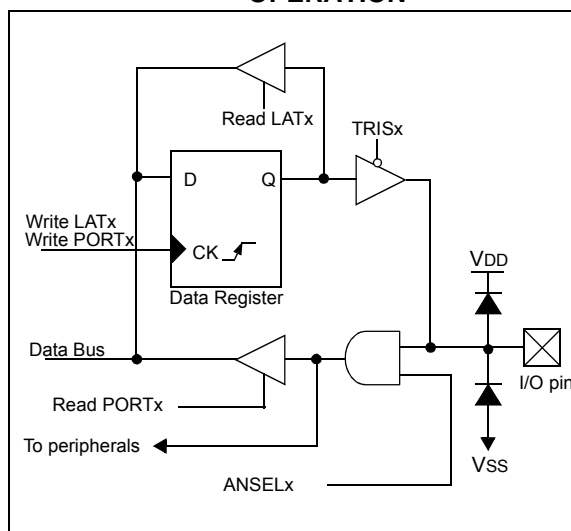 OPERATION
Read LATx
TRISx
D
Q
Write LATx
Write PORTx
CK
VDD
Data Register
Data Bus
I/O pin
Read PORTx
To peripherals
VSS
ANSELx